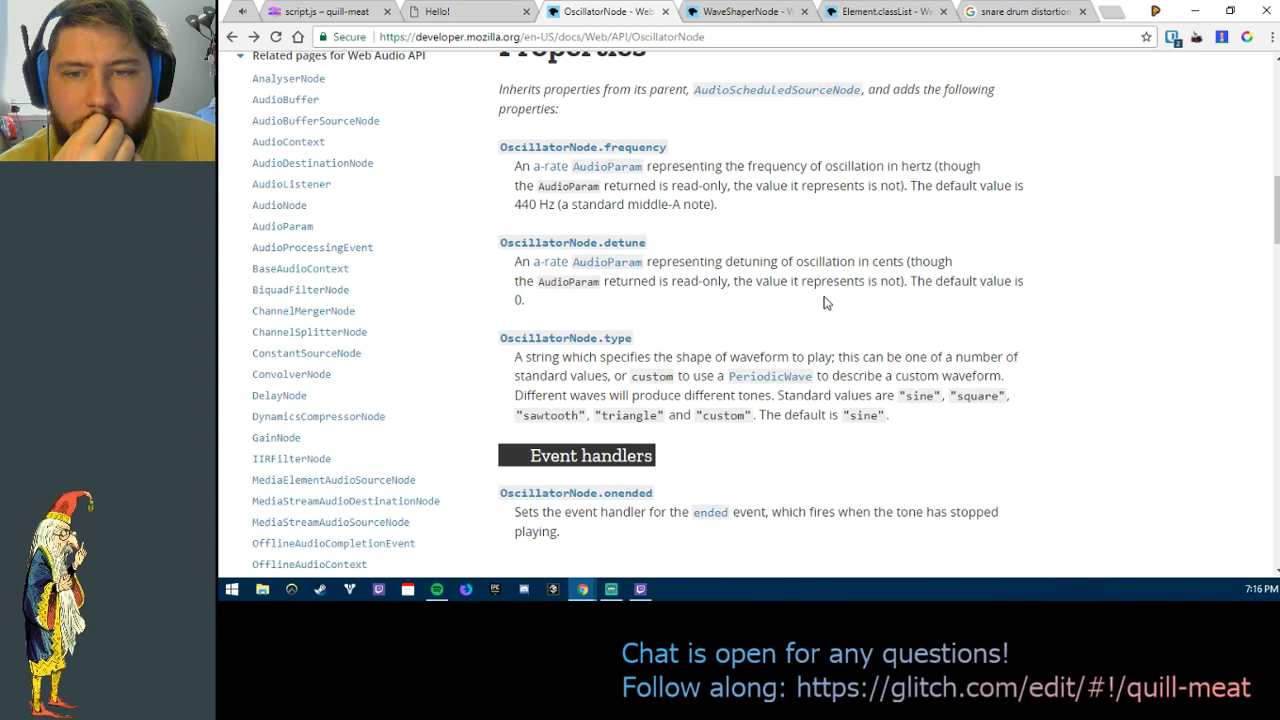 script.js – quill-meat
Hello!
OscillatorNode - Web
WaveShaperNode - W
Element.classList - We
snare drum distortion
Secure
https://developer.mozilla.org/en-US/docs/Web/API/OscillatorNode
Related pages for Web Audio API
AnalyserNode
AudioBuffer
AudioBufferSourceNode
AudioContext
AudioDestinationNode
AudioListener
AudioNode
AudioParam
AudioProcessingEvent
BaseAudioContext
BiquadFilterNode
ChannelMergerNode
ChannelSplitterNode
ConstantSourceNode
ConvolverNode
DelayNode
DynamicsCompressorNode
GainNode
IIRFilterNode
MediaElementAudioSourceNode
MediaStreamAudioDestinationNode
MediaStreamAudioSourceNode
OfflineAudioCompletionEvent
OfflineAudioContext
Properties
Inherits properties from its parent, AudioScheduledSourceNode, and adds the following
properties:
OscillatorNode.frequency
An a-rate AudioParam representing the frequency of oscillation in hertz (though
the AudioParam returned is read-only, the value it represents is not). The default value is
440 Hz (a standard middle-A note).
OscillatorNode.detune
An a-rate AudioParam representing detuning of oscillation in cents (though
the AudioParam returned is read-only, the value it represents is not). The default value is
0.
OscillatorNode.type
A string which specifies the shape of waveform to play; this can be one of a number of
standard values, or custom to use a PeriodicWave to describe a custom waveform.
Different waves will produce different tones. Standard values are "sine", "square",
"sawtooth", "triangle" and "custom". The default is "sine".
Event handlers
OscillatorNode.onended
Sets the event handler for the ended event, which fires when the tone has stopped
playing.
7:16 PM
Chat is open for any questions!
Follow along: https://glitch.com/edit/#!/quill-meat